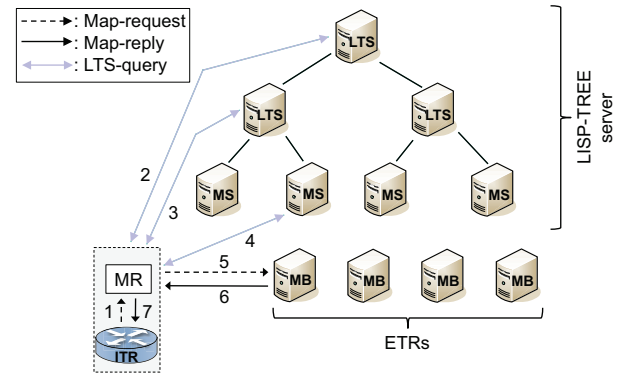 : Map-request
: Map-reply
: LTS-query
LTS
LTS
LTS
MS
MS
MS
MS
LISP-TREE
server
2
3
4
5
6
MR
1
7
ITR
MB
MB
MB
MB
ETRs